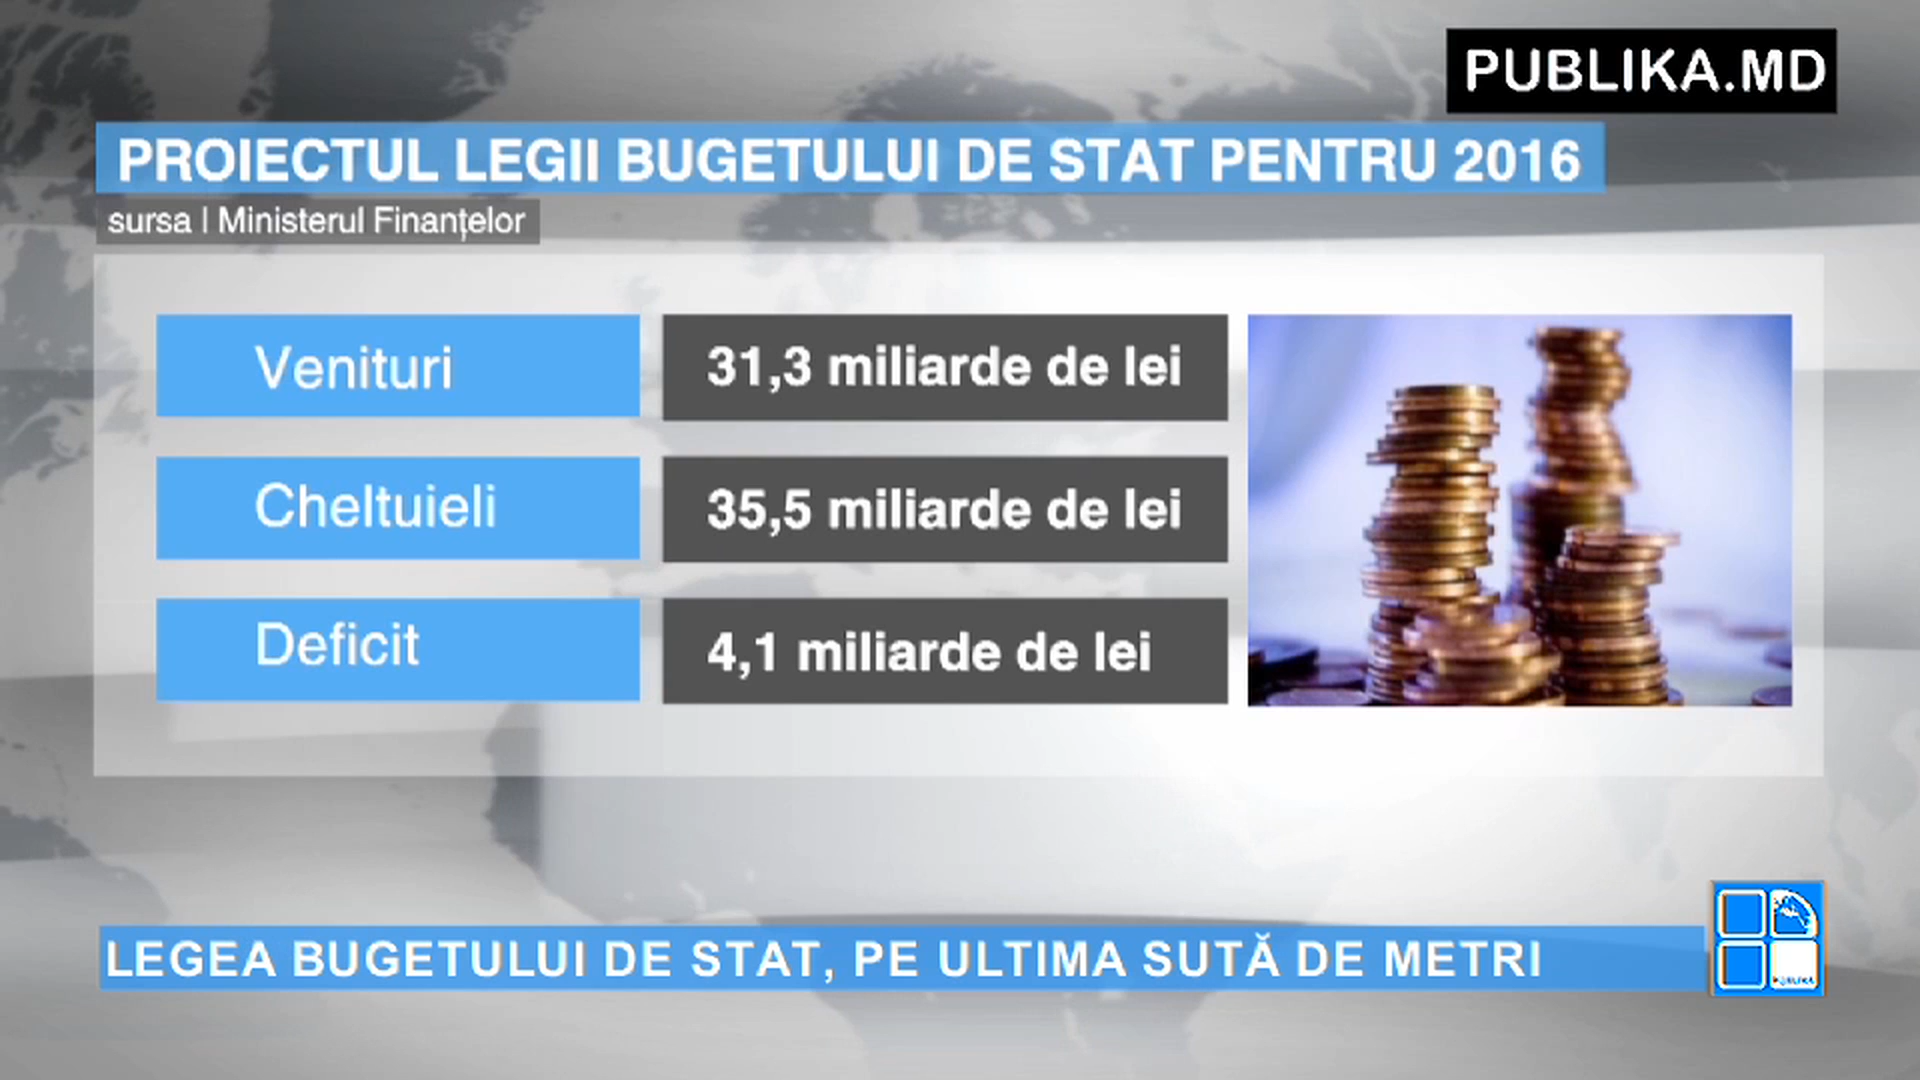 PUBLIKA.MD
PROIECTUL LEGII BUGETULUI DE STAT PENTRU 2016
sursa | Ministerul Finanțelor
Venituri
31,3 miliarde de lei
Cheltuieli
35,5 miliarde de lei
Deficit
4,1 miliarde de lei
LEGEA BUGETULUI DE STAT, PE ULTIMA SUTĂ DE METRI
PUBLIKA